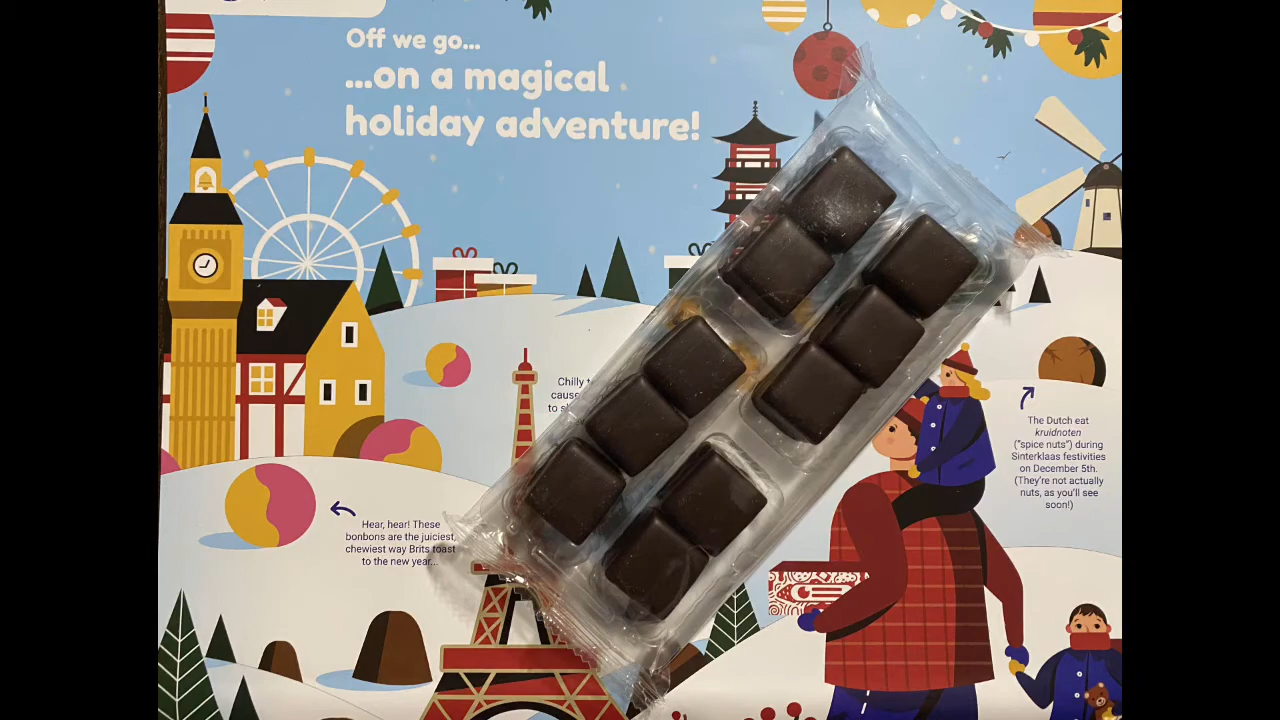 Off we go...
...on a magical
holiday adventure!
Chilly
cause
to
The Dutch eat
kruidnoten
("spice nuts") during
Sinterklaas festivities
on December 5th.
(They're not actually
nuts, as you'll see
soon!)
Hear, hear! These
bonbons are the juiciest,
chewiest way Brits toast
to the new year...